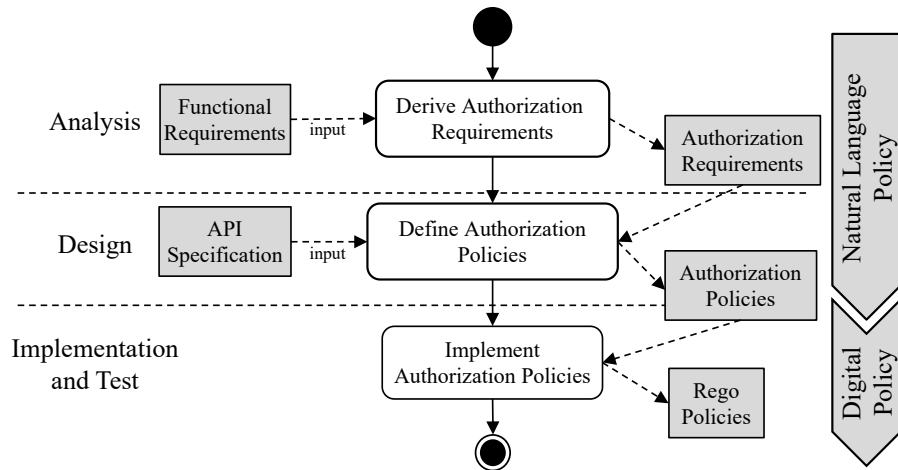 Analysis
Functional
Requirements
input
Derive Authorization
Requirements
Authorization
Requirements
Design
API
Specification
input
Define Authorization
Policies
Authorization
Policies
Implementation
and Test
Implement
Authorization Policies
Rego
Policies
Natural Language
Policy
Digital
Policy